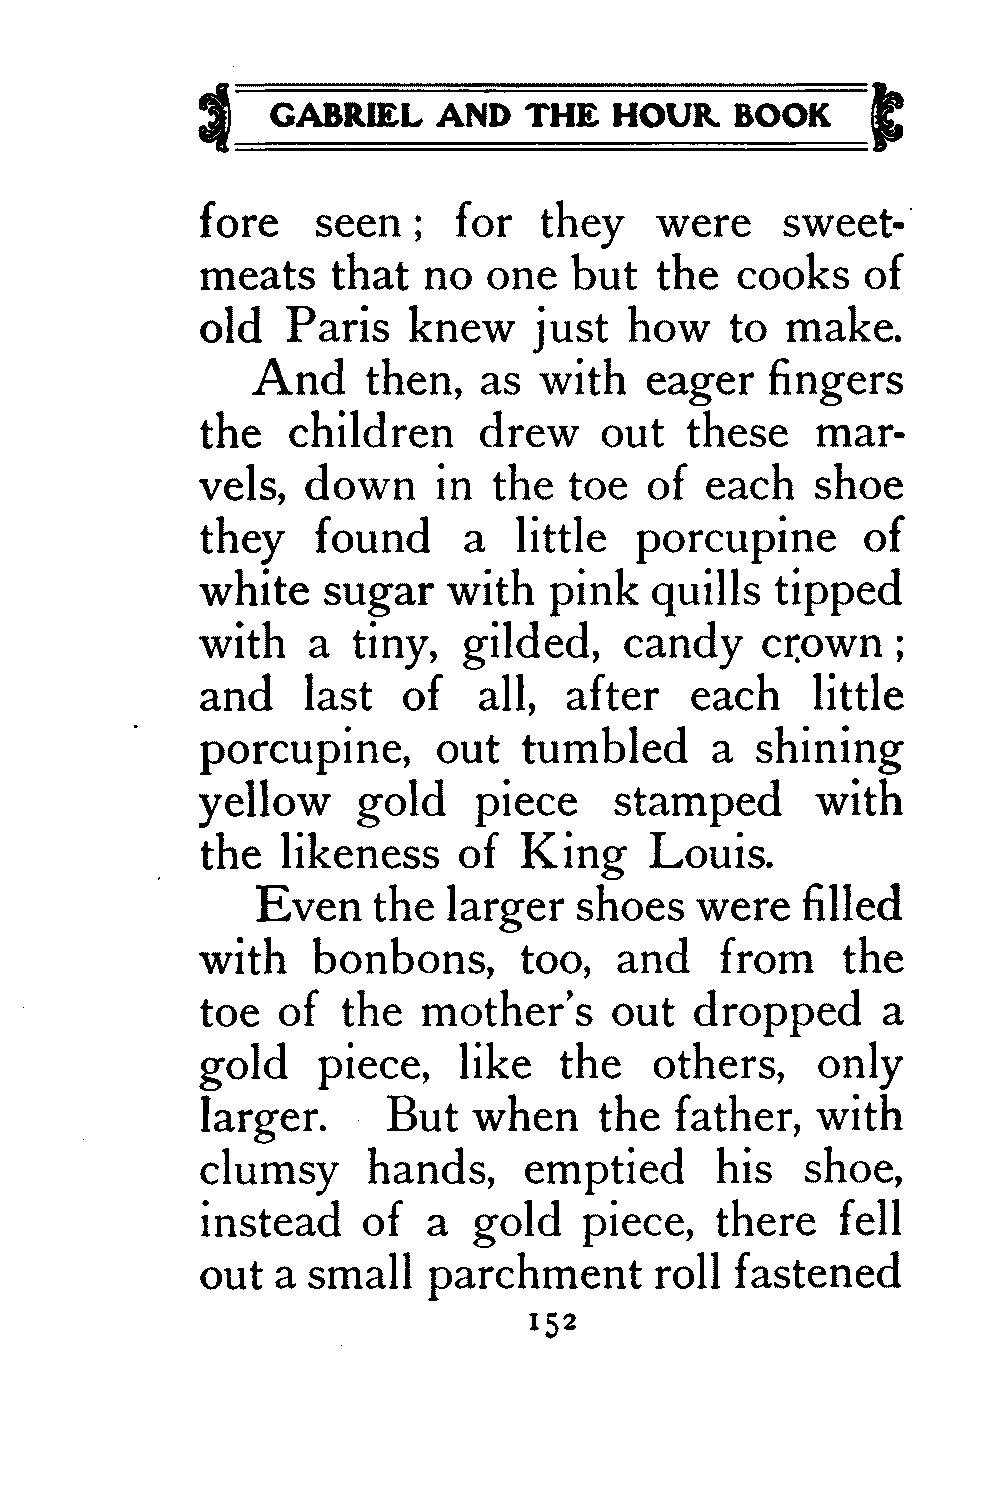 GABRIEL AND THE HOUR BOOK
fore seen; for they were sweet-
meats that no one but the cooks of
old Paris knew just how to make.
And then, as with eager fingers
the children drew out these mar-
vels, down in the toe of each shoe
they found a little porcupine of
white sugar with pink quills tipped
with a tiny, gilded, candy crown;
and last of all, after each little
porcupine, out tumbled a shining
yellow gold piece stamped with
the likeness of King Louis.
Even the larger shoes were filled
with bonbons, too, and from the
toe of the mother's out dropped a
gold piece, like the others, only
larger. But when the father, with
clumsy hands, emptied his shoe,
instead of a gold piece, there fell
out a small parchment roll fastened
152